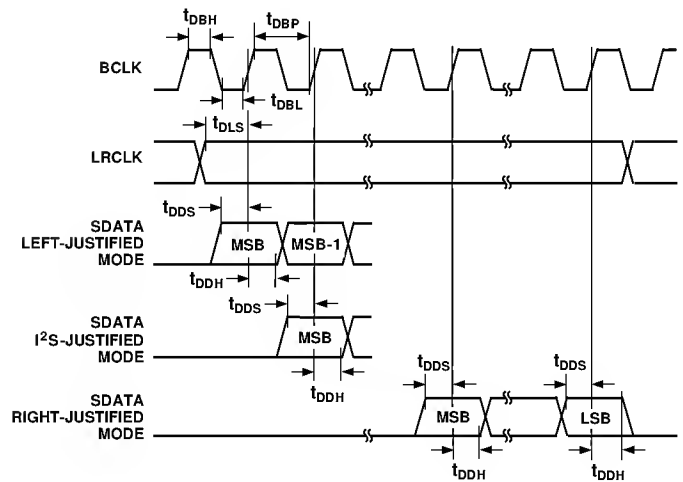 tDBH
tDBP
BCLK
tDBL
tDLS
LRCLK
tDDS
SDATA
LEFT-JUSTIFIED
MODE
MSB
MSB-1
tDDH
tDDS
SDATA
I²S-JUSTIFIED
MODE
MSB
tDDH
tDDS
tDDS
SDATA
RIGHT-JUSTIFIED
MODE
MSB
LSB
tDDH
tDDH